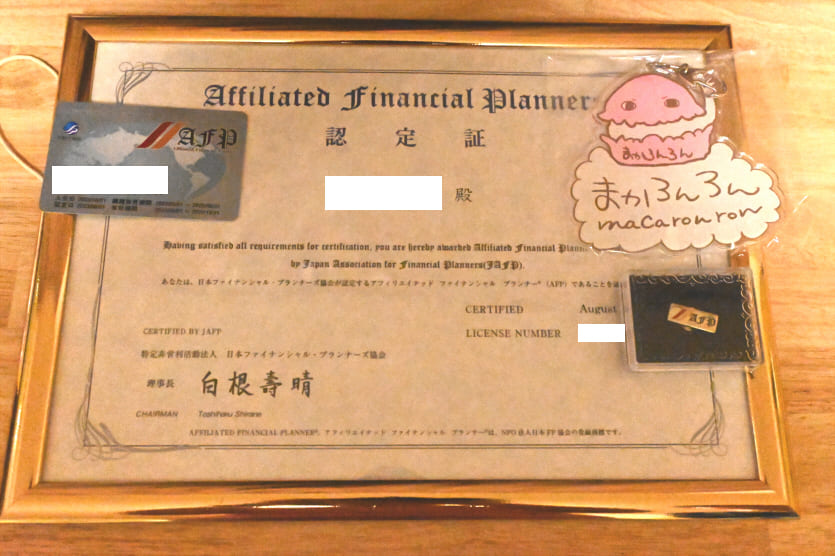 Affiliated Financial Planner
認定証
殿
Having satisfied all requirements for certification, you are hereby awarded Affiliated Financial
by Japan Association for Financial Planners(JAFP).
あなたは、日本ファイナンシャル・プランナーズ協会が認定するアフィリエイテッド ファイナンシャル プランナー®(AFP)であることを
CERTIFIED August
LICENSE NUMBER
CERTIFIED BY JAFP
特定非営利活動法人 日本ファイナンシャル・プランナーズ協会
理事長 白根壽晴
CHAIRMAN Toshiharu Shirane
AFFILIATED FINANCIAL PLANNER®, アフィリエイテッド ファイナンシャル プランナー®は、NPO法人日本FP協会の登録商標です。
AFP
まかろんろん
まかろんろん
macaronron
AFP